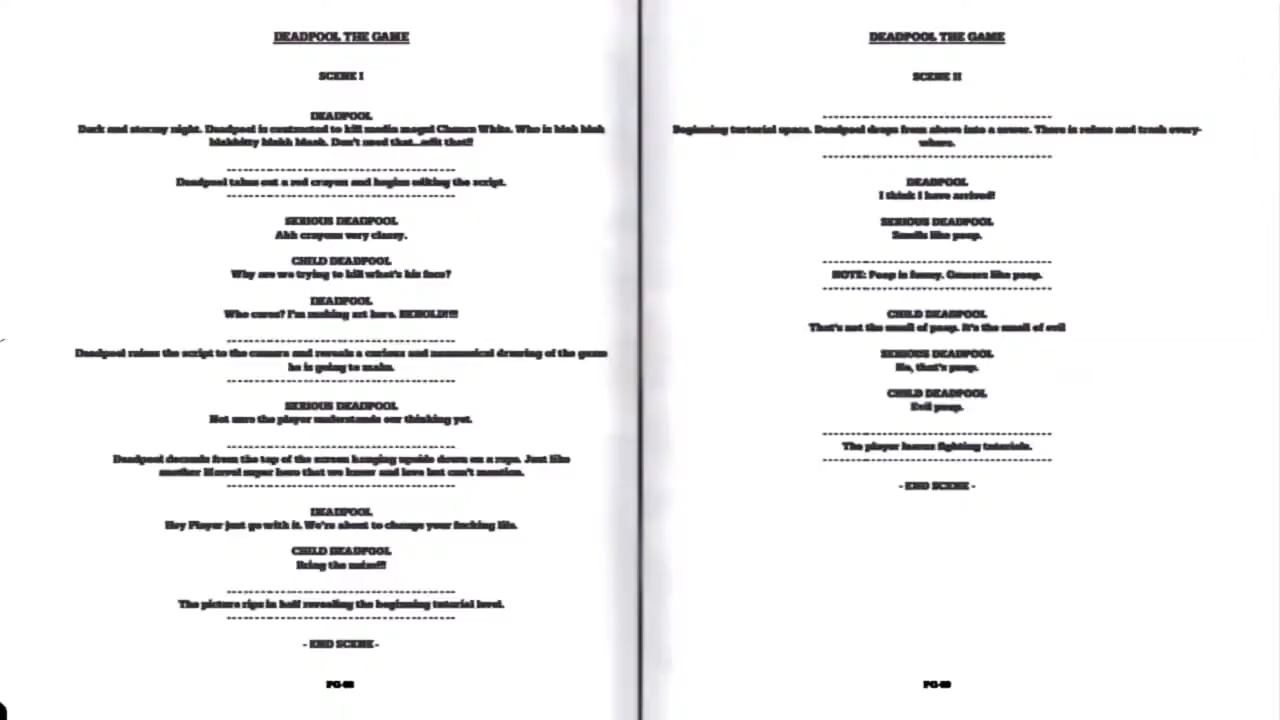 DEADPOOL THE GAME
SCENE I
DEADPOOL
Dark and stormy night. Deadpool is contracted to kill media mogul Chance White. Who is blah blah
blahbitty blahh blaah. Don't need that...edit that!!
Deadpool takes out a red crayon and begins editing the script.
SERIOUS DEADPOOL
Ahh crayons very classy.
CHILD DEADPOOL
Why are we trying to kill what's his face?
DEADPOOL
Who cares? I'm making art here. BEHOLD!!!!
Deadpool raises the script to the camera and reveals a curious and nonsensical drawing of the game
he is going to make.
SERIOUS DEADPOOL
Not sure the player understands our thinking yet.
Deadpool descends from the top of the screen hanging upside down on a rope. Just like
another Marvel super hero that we know and love but can't mention.
DEADPOOL
Hey Player just go with it. We're about to change your fucking life.
CHILD DEADPOOL
Bring the noise!!!
The picture rips in half revealing the beginning tutorial level.
- END SCENE -
DEADPOOL THE GAME
SCENE II
Beginning tutorial space. Deadpool drops from above into a sewer. There is refuse and trash every-
where.
DEADPOOL
I think I have arrived!
SERIOUS DEADPOOL
Smells like poop.
NOTE: Poop is funny. Gamers like poop.
CHILD DEADPOOL
That's not the smell of poop. It's the smell of evil
SERIOUS DEADPOOL
No, that's poop.
CHILD DEADPOOL
Evil poop.
The player learns fighting tutorials.
- END SCENE -